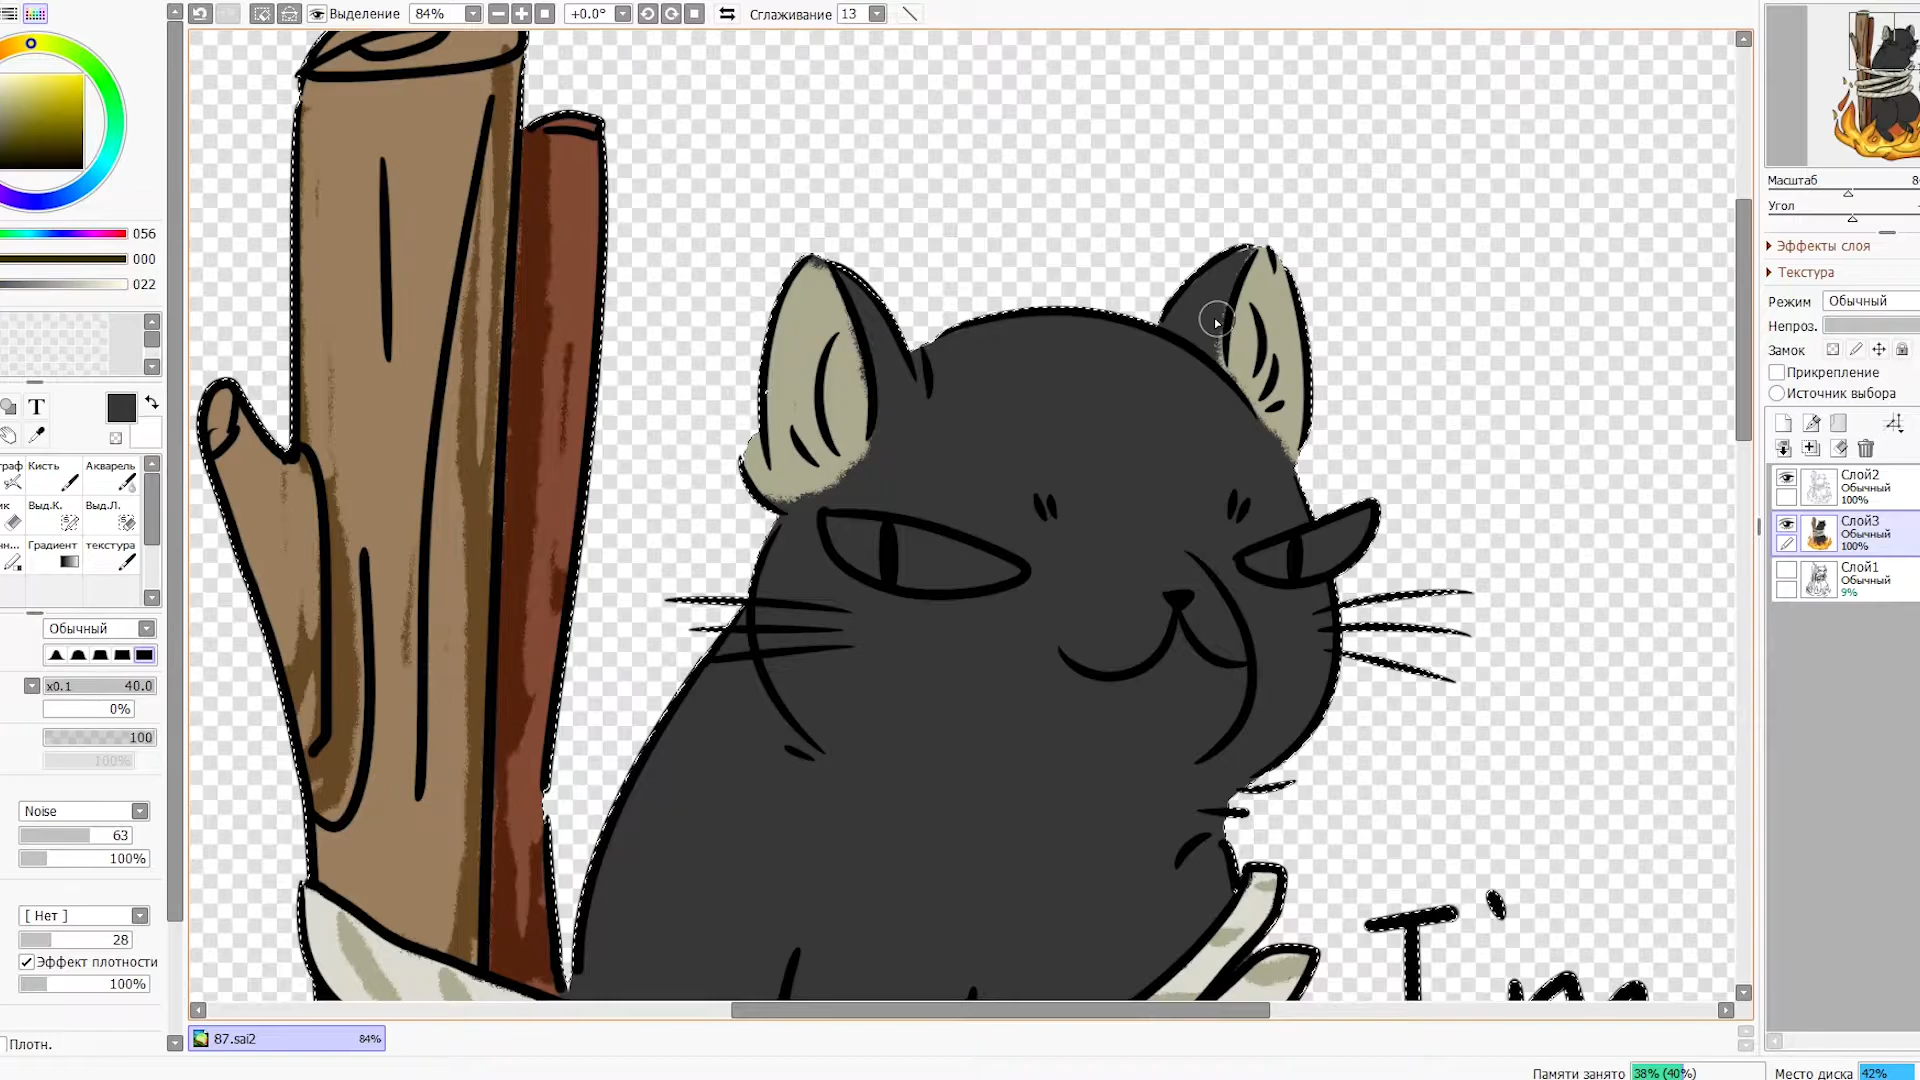 Выделение 84% +0.0° Сглаживание 13
056
000
022
Масштаб
Угол
Эффекты слоя
Текстура
Режим Обычный
Непроз.
Замок
Прикрепление
Источник выбора
T
Кисть Акварель
Выд.К. Выд.Л.
Градиент текстура
Слой2
Обычный
100%
Слой3
Обычный
100%
Слой1
Обычный
9%
Обычный
x0.1 40.0
0%
100
100%
Noise
63
100%
[ Нет ]
28
Эффект плотности
100%
Плотн.
I'm
87.sai2 84%
Памяти занято 38% (40%) Место диска 42%